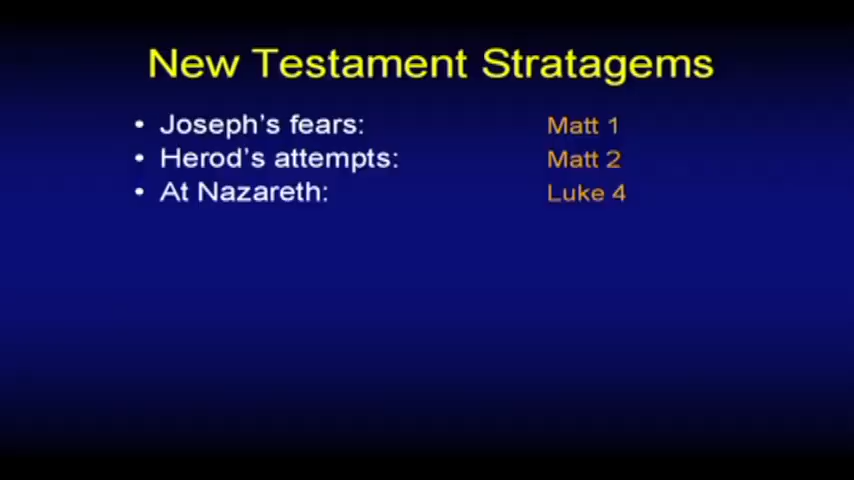 New Testament Stratagems
• Joseph's fears: Matt 1
• Herod's attempts: Matt 2
• At Nazareth: Luke 4